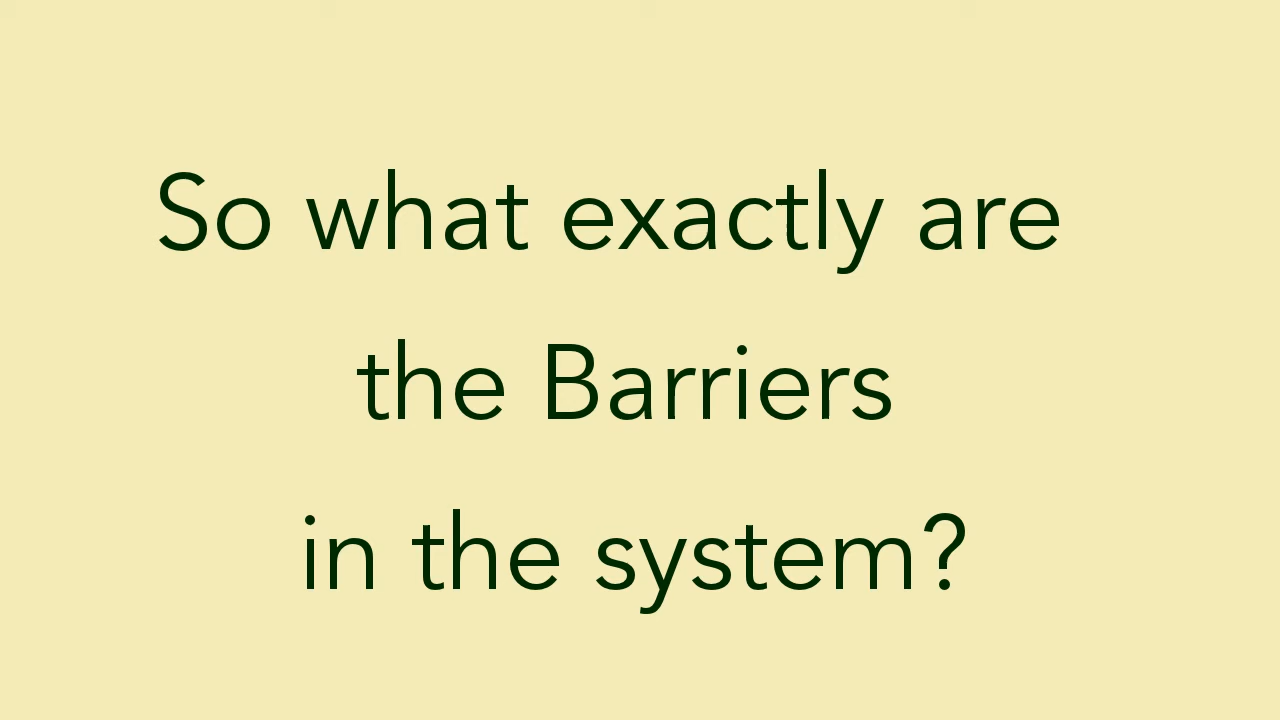 So what exactly are
the Barriers
in the system?